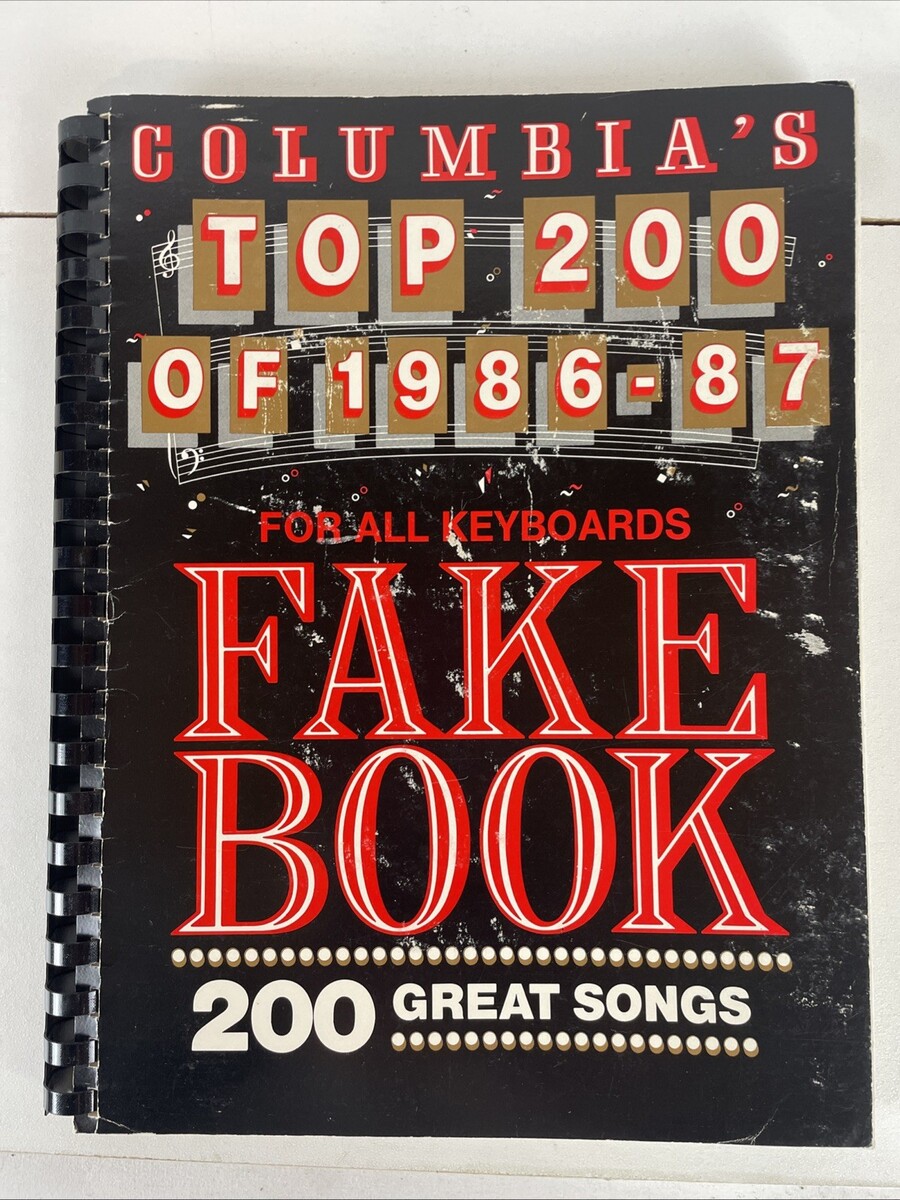 COLUMBIA'S
TOP 200
OF 1986-87
FOR ALL KEYBOARDS
FAKE
BOOK
200 GREAT SONGS